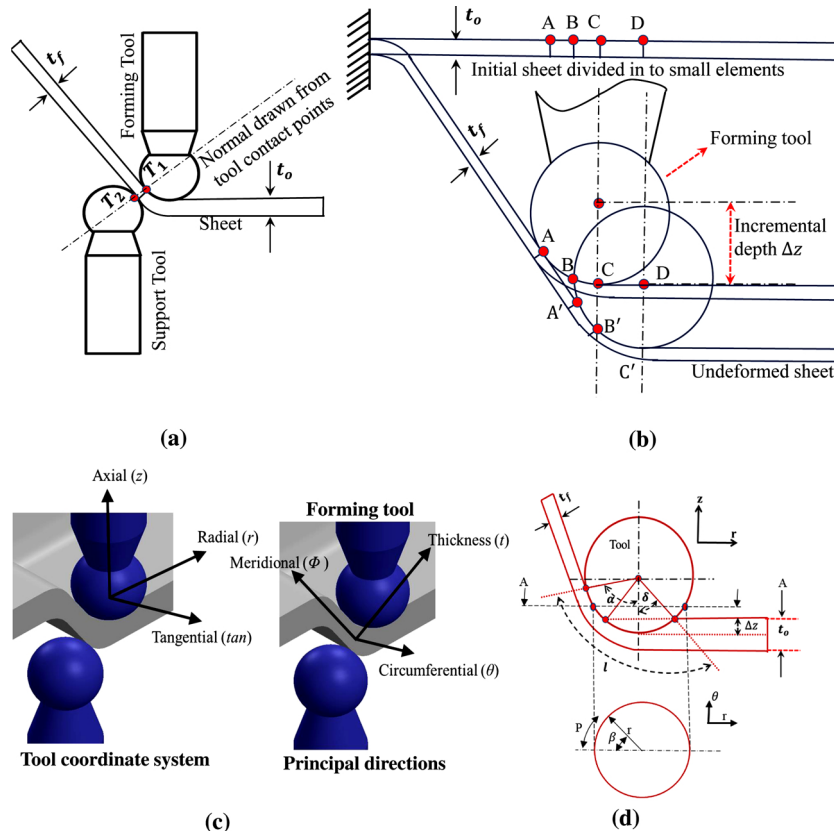 t_f
Forming Tool
Normal drawn from
tool contact points
T_1
T_2
t_o
Sheet
Support Tool
(a)
t_o
A B C D
Initial sheet divided in to small elements
t_f
Forming tool
A
B
C
D
Incremental
depth Δz
A′
B′
C′
Undeformed sheet
(b)
Axial (z)
Radial (r)
Tangential (tan)
Tool coordinate system
Forming tool
Thickness (t)
Meridional (Φ)
Circumferential (θ)
Principal directions
(c)
t_f
z
r
Tool
A
A
α
δ
Δz
t_o
l
θ
r
P
r
β
(d)